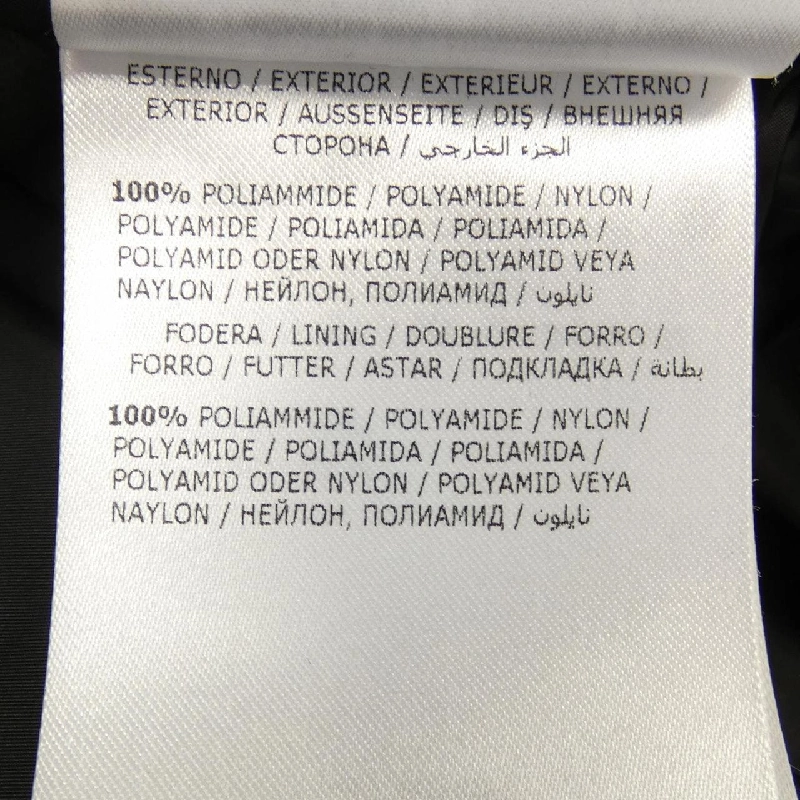 ESTERNO / EXTERIOR / EXTERIEUR / EXTERNO /
EXTERIOR / AUSSENSEITE / DIŞ / ВНЕШНЯЯ
СТОРОНА / الجزء الخارجي
100% POLIAMMIDE / POLYAMIDE / NYLON /
POLYAMIDE / POLIAMIDA / POLIAMIDA /
POLYAMID ODER NYLON / POLYAMID VEYA
NAYLON / НЕЙЛОН, ПОЛИАМИД / نايلون
FODERA / LINING / DOUBLURE / FORRO /
FORRO / FUTTER / ASTAR / ПОДКЛАДКА / بطانة
100% POLIAMMIDE / POLYAMIDE / NYLON /
POLYAMIDE / POLIAMIDA / POLIAMIDA /
POLYAMID ODER NYLON / POLYAMID VEYA
NAYLON / НЕЙЛОН, ПОЛИАМИД / نايلون